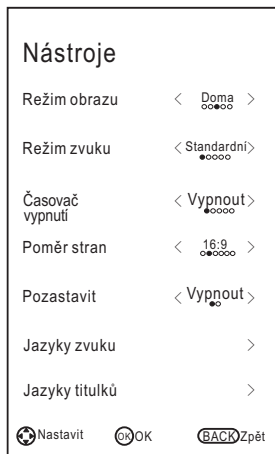 Nástroje
Režim obrazu < Doma >
Režim zvuku < Standardní >
Časovač vypnutí < Vypnout >
Poměr stran < 16:9 >
Pozastavit < Vypnout >
Jazyky zvuku >
Jazyky titulků >
Nastavit OK OK BACK Zpět